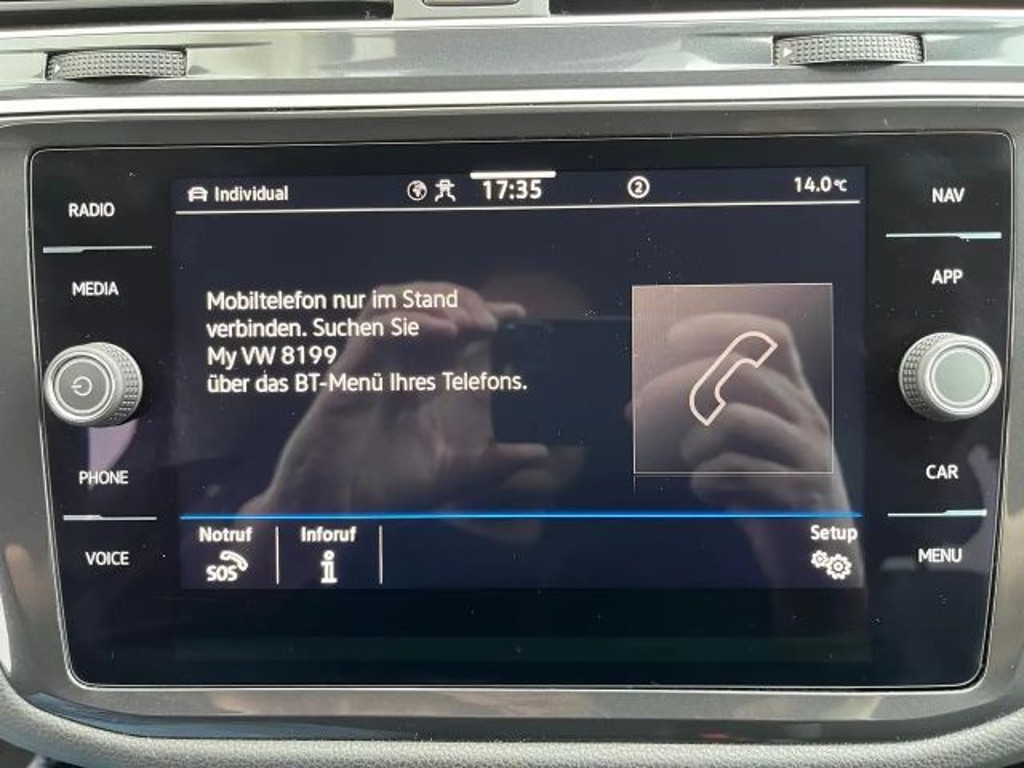 RADIO
MEDIA
PHONE
VOICE
Individual
17:35
2
14.0°C
Mobiltelefon nur im Stand
verbinden. Suchen Sie
My VW 8199
über das BT-Menü Ihres Telefons.
Notruf
SOS
Inforuf
i
Setup
NAV
APP
CAR
MENU